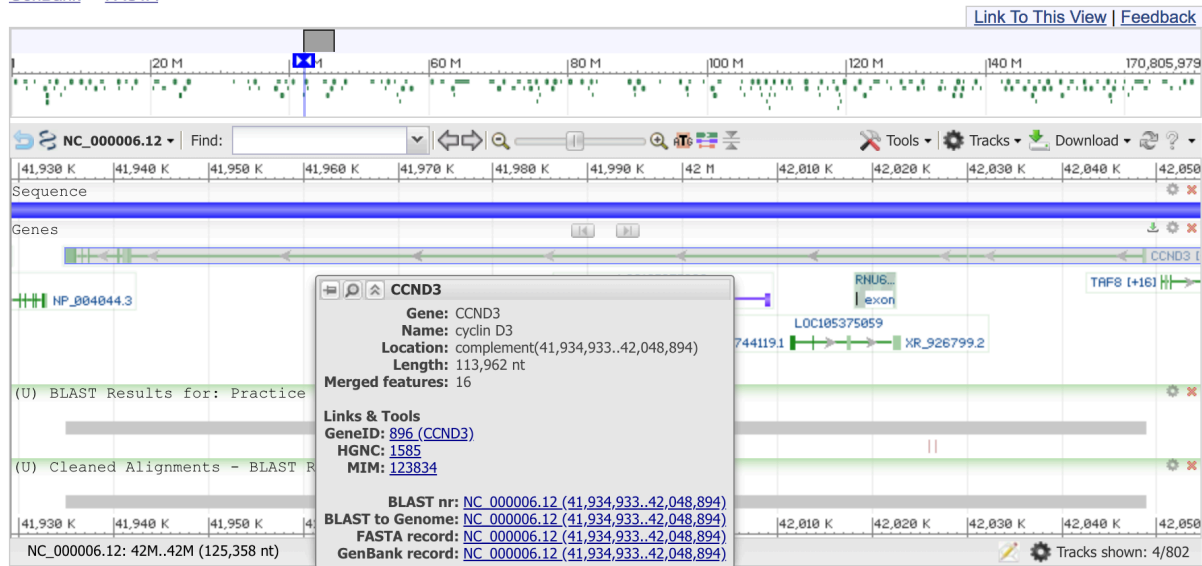 Link To This View | Feedback
20 M
60 M
80 M
100 M
120 M
140 M
170,805,979
NC_000006.12
Find:
Tools
Tracks
Download
?
41,930 K 41,940 K 41,950 K 41,960 K 41,970 K 41,980 K 41,990 K 42 M 42,010 K 42,020 K 42,030 K 42,040 K 42,050
Sequence
Genes
CCND3
NP_004044.3
RNU6…
exon
TAF8 [+16]
LOC105375059
744119.1
XR_926799.2
CCND3
Gene: CCND3
Name: cyclin D3
Location: complement(41,934,933..42,048,894)
Length: 113,962 nt
Merged features: 16
Links & Tools
GeneID: 896 (CCND3)
HGNC: 1585
MIM: 123834
BLAST nr: NC_000006.12 (41,934,933..42,048,894)
BLAST to Genome: NC_000006.12 (41,934,933..42,048,894)
FASTA record: NC_000006.12 (41,934,933..42,048,894)
GenBank record: NC_000006.12 (41,934,933..42,048,894)
(U) BLAST Results for: Practice
(U) Cleaned Alignments - BLAST R
41,930 K 41,940 K 41,950 K 42,010 K 42,020 K 42,030 K 42,040 K 42,050
NC_000006.12: 42M..42M (125,358 nt)
Tracks shown: 4/802